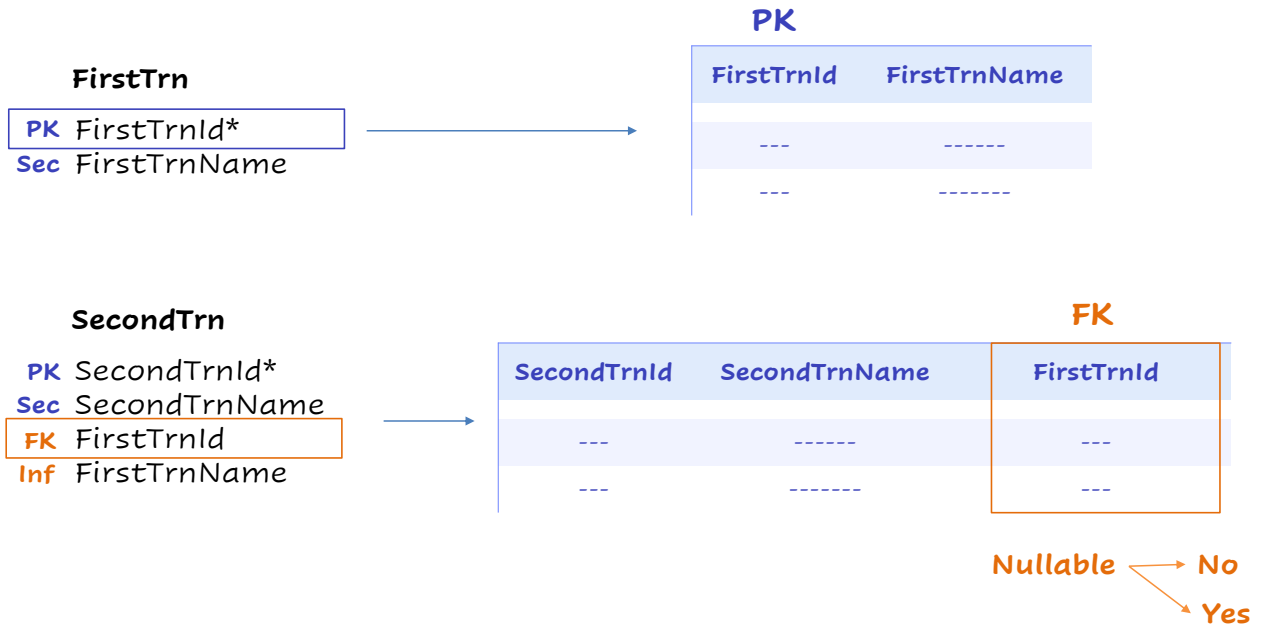 PK
FirstTrn
FirstTrnId FirstTrnName
PK FirstTrnId*
Sec FirstTrnName
--- ------
--- -------
SecondTrn
FK
PK SecondTrnId*
Sec SecondTrnName
FK FirstTrnId
Inf FirstTrnName
SecondTrnId SecondTrnName FirstTrnId
--- ------ ---
--- ------- ---
Nullable No
Yes